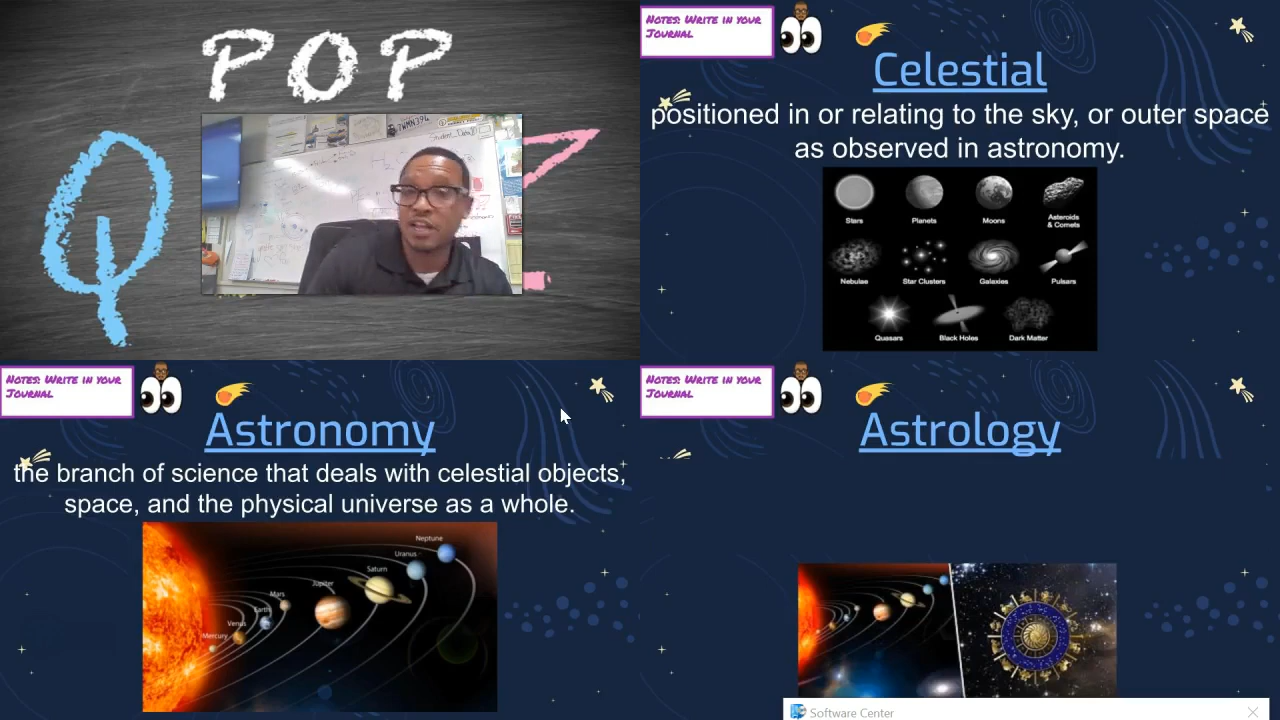 POP
Q Z
Notes: Write in your
Journal
Celestial
positioned in or relating to the sky, or outer space
as observed in astronomy.
Stars
Planets
Moons
Asteroids
& Comets
Nebulae
Star Clusters
Galaxies
Pulsars
Quasars
Black Holes
Dark Matter
Notes: Write in your
Journal
Astronomy
the branch of science that deals with celestial objects,
space, and the physical universe as a whole.
Neptune
Uranus
Saturn
Jupiter
Mars
Earth
Venus
Mercury
Notes: Write in your
Journal
Astrology
Software Center